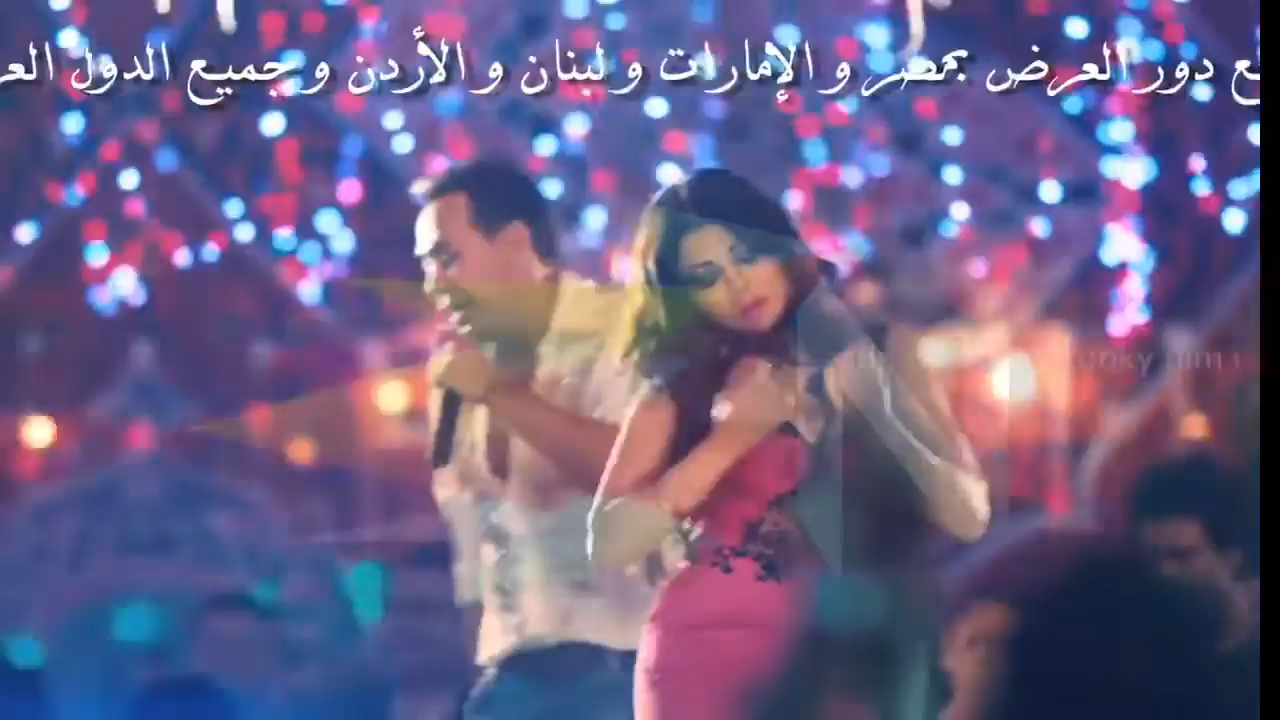 دور العرض بمصر و الإمارات و لبنان و الأردن و جميع الدول